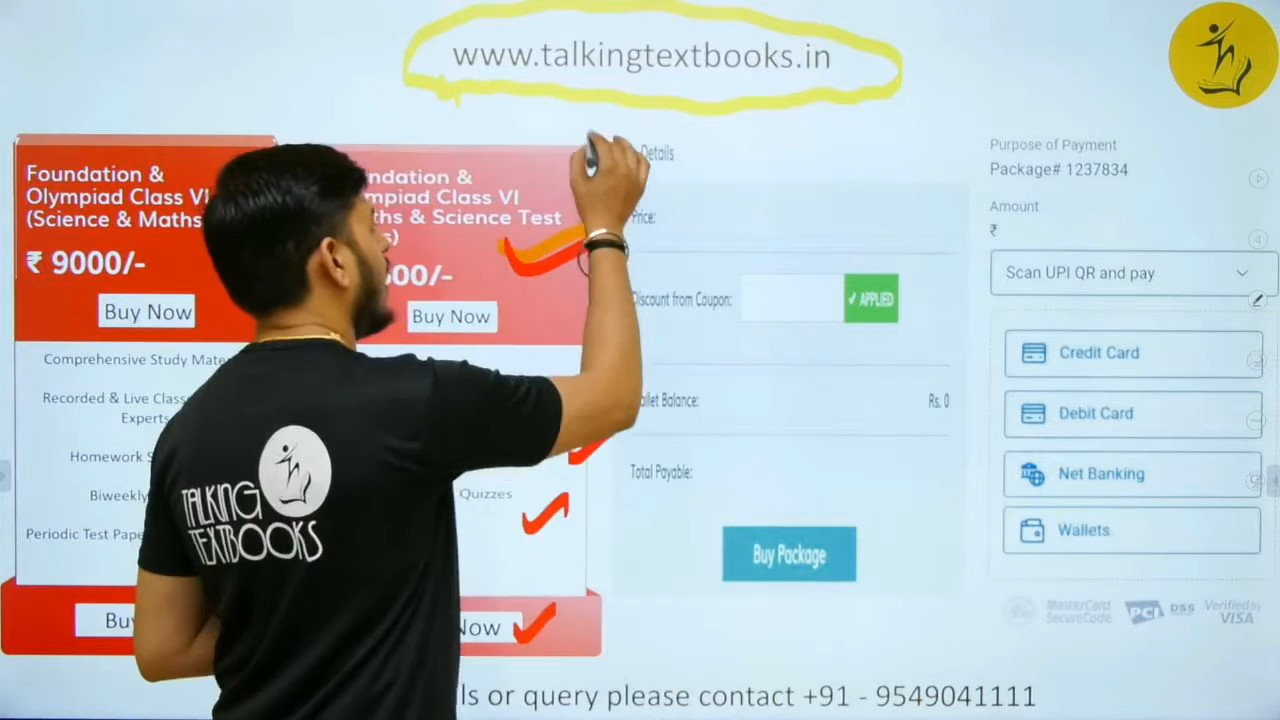 www.talkingtextbooks.in
Foundation &
Olympiad Class VI
(Science & Maths
₹ 9000/-
Buy Now
Comprehensive Study Mate
Recorded & Live Classe
Experts
Homework S
Biweekly
Periodic Test Pape
Buy
ndation &
mpiad Class VI
ths & Science Test
s)
00/-
Buy Now
Quizzes
Now
Details
Price:
Discount from Coupon:
✓ APPLIED
allet Balance:
Rs. 0
Total Payable:
Buy Package
Purpose of Payment
Package# 1237834
Amount
₹
Scan UPI QR and pay
Credit Card
Debit Card
Net Banking
Wallets
MasterCard
SecureCode
PCI DSS
Verified by
VISA
TALKING
TEXTBOOKS
ls or query please contact +91 - 9549041111